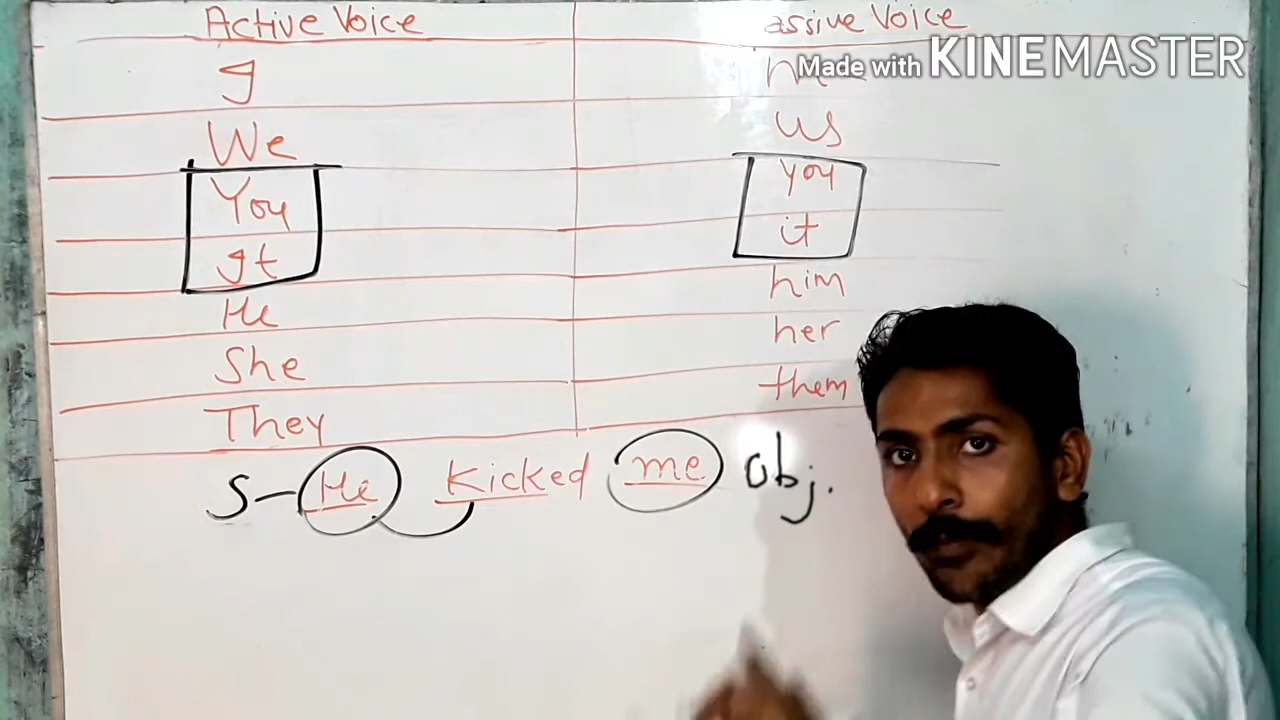 Active Voice assive Voice
Made with KINEMASTER
I
We us
You you
It it
He him
She her
They them
S- He Kicked me obj.